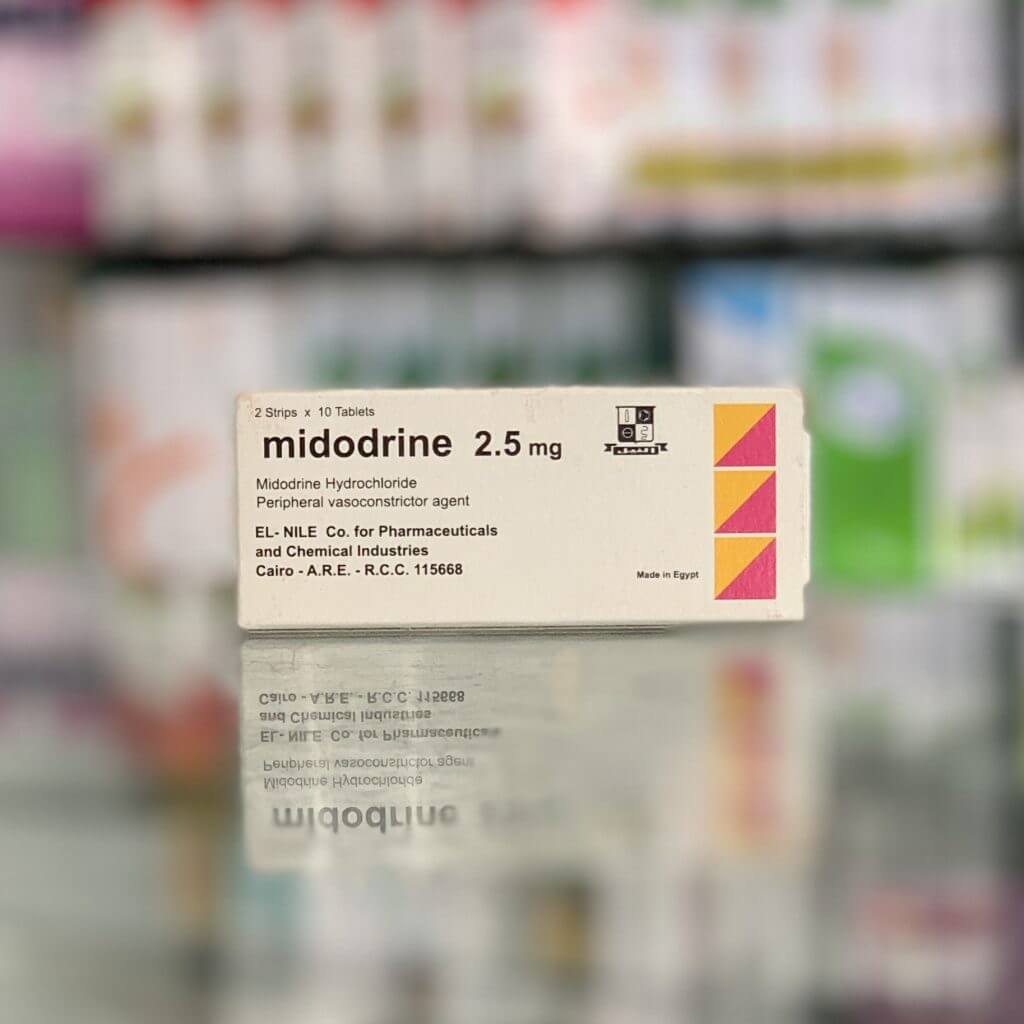 2 Strips x 10 Tablets
midodrine 2.5 mg
Midodrine Hydrochloride
Peripheral vasoconstrictor agent
EL- NILE Co. for Pharmaceuticals
and Chemical Industries
Cairo - A.R.E. - R.C.C. 115668
Made in Egypt